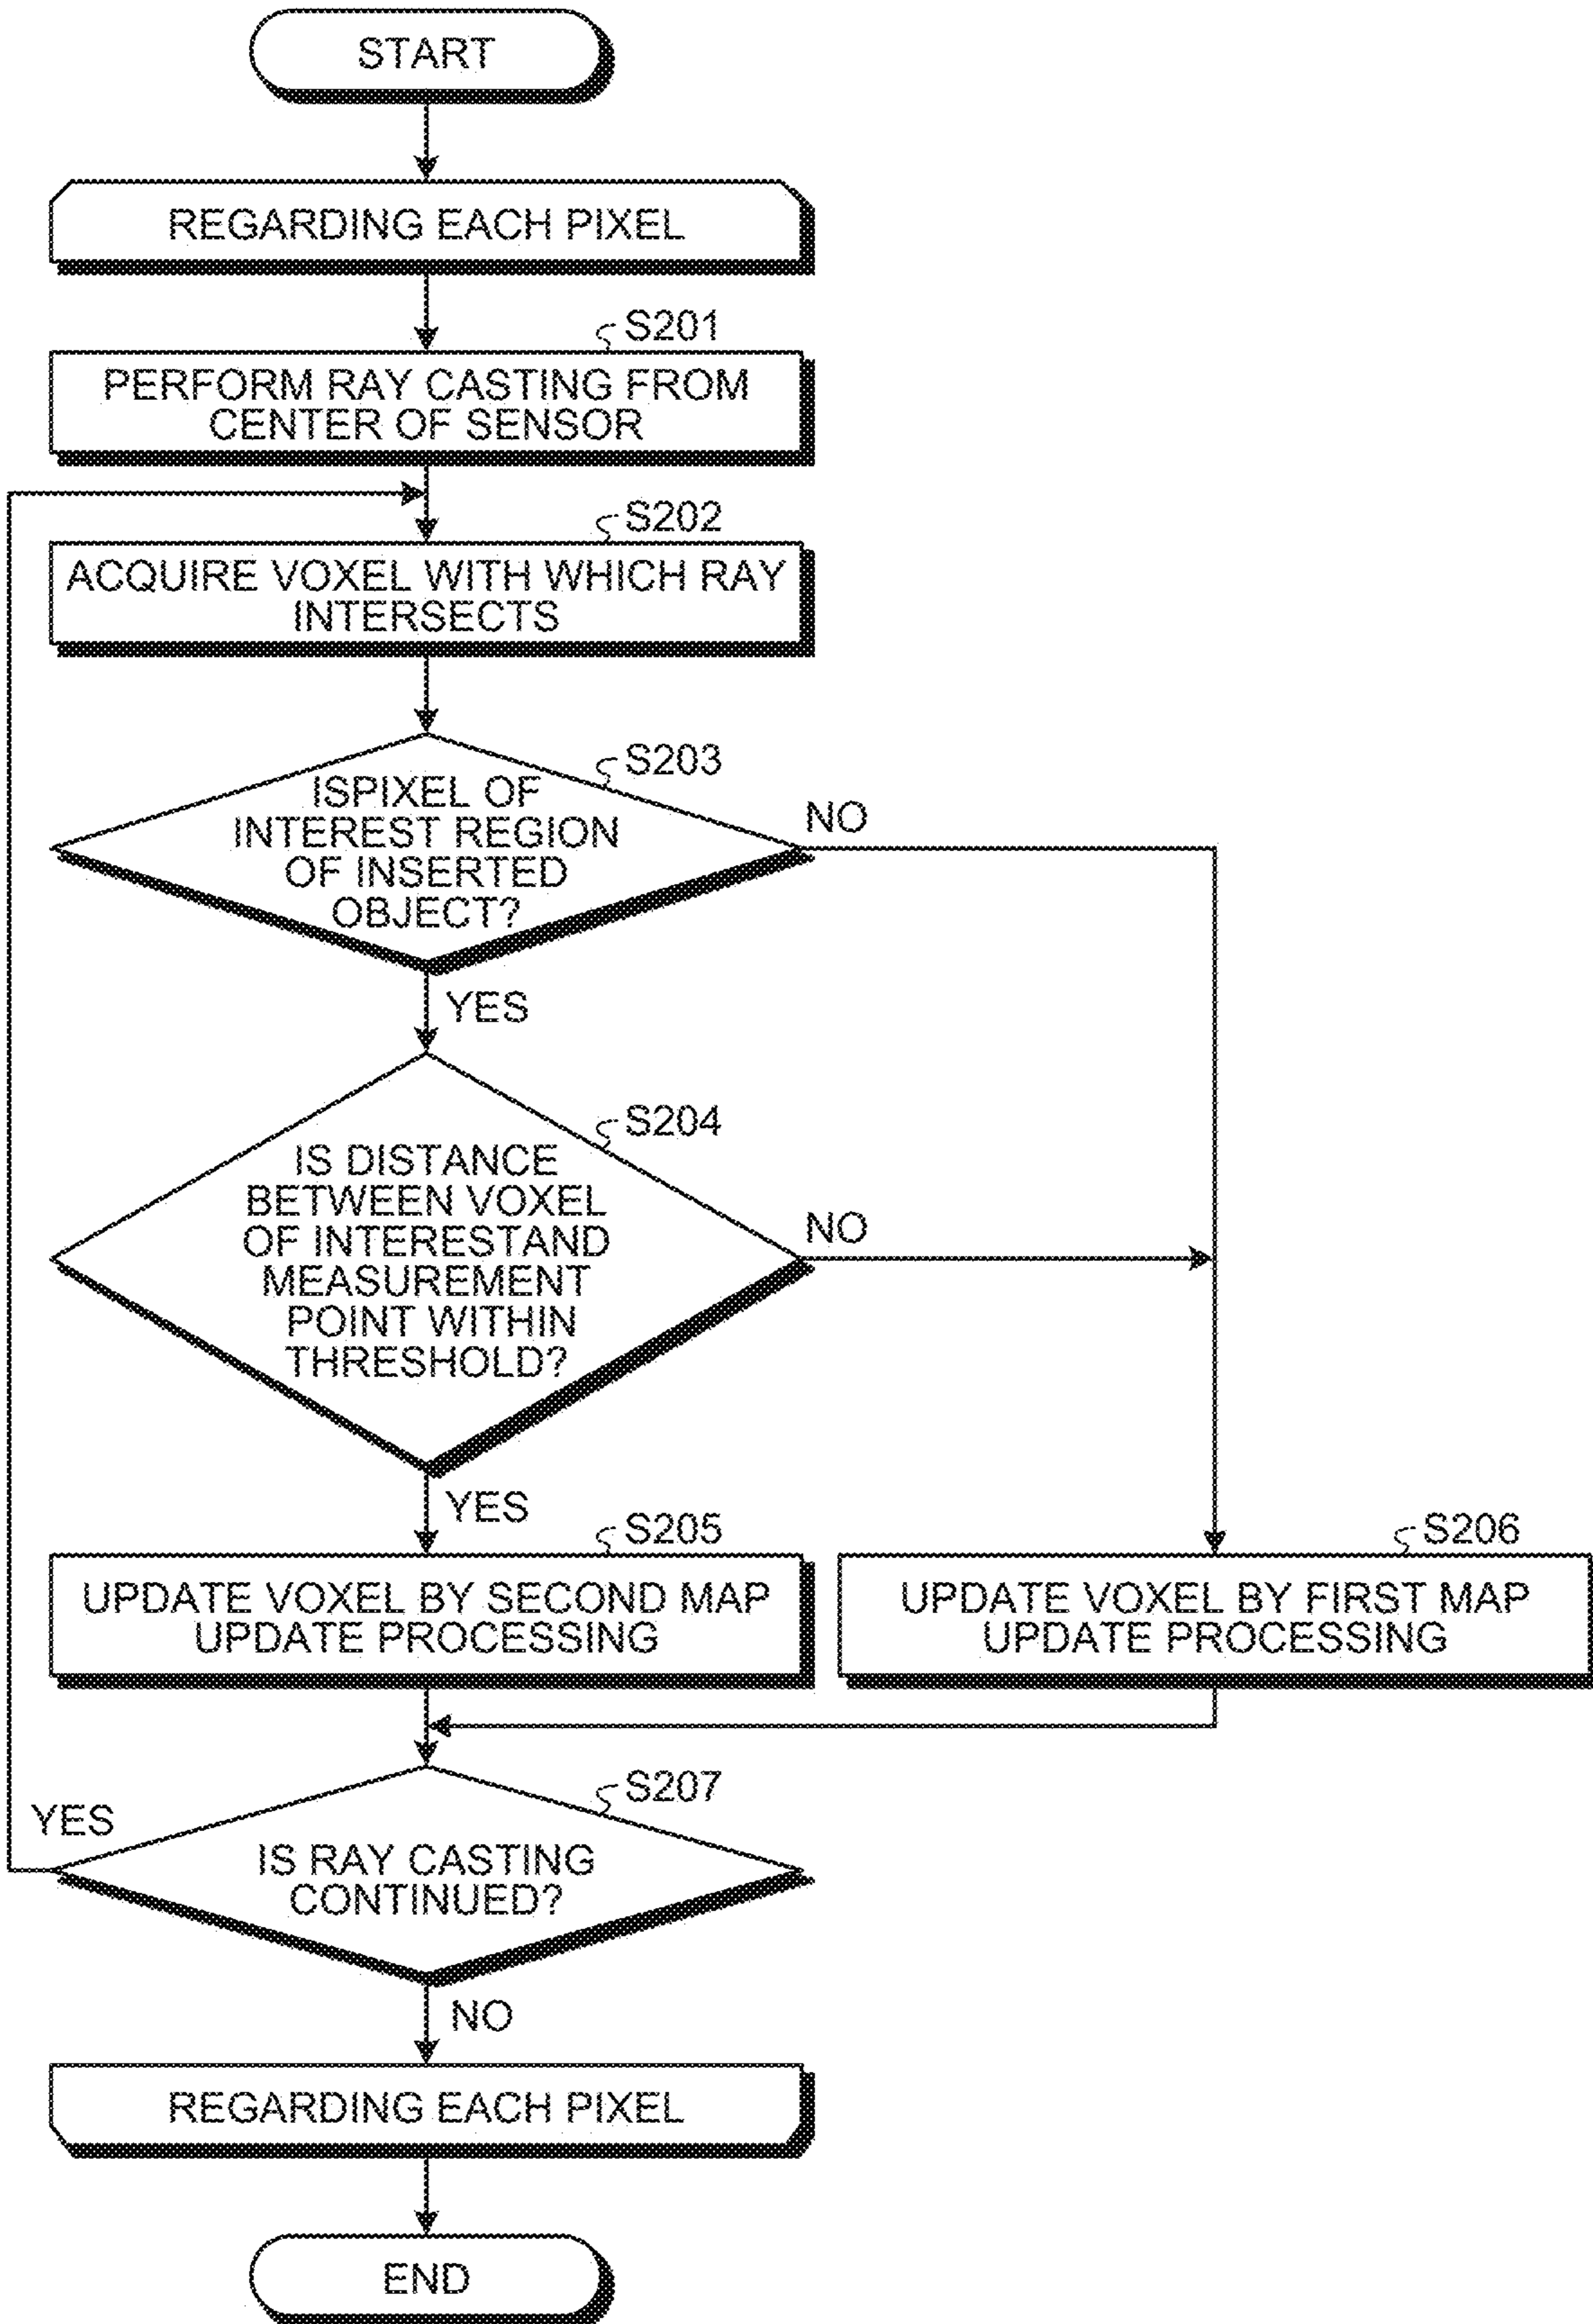 START
REGARDING EACH PIXEL
S201
PERFORM RAY CASTING FROM
CENTER OF SENSOR
S202
ACQUIRE VOXEL WITH WHICH RAY
INTERSECTS
S203
ISPIXEL OF
INTEREST REGION
OF INSERTED
OBJECT?
NO
YES
S204
IS DISTANCE
BETWEEN VOXEL
OF INTERESTAND
MEASUREMENT
POINT WITHIN
THRESHOLD?
NO
YES
S205
UPDATE VOXEL BY SECOND MAP
UPDATE PROCESSING
S206
UPDATE VOXEL BY FIRST MAP
UPDATE PROCESSING
S207
YES
IS RAY CASTING
CONTINUED?
NO
REGARDING EACH PIXEL
END